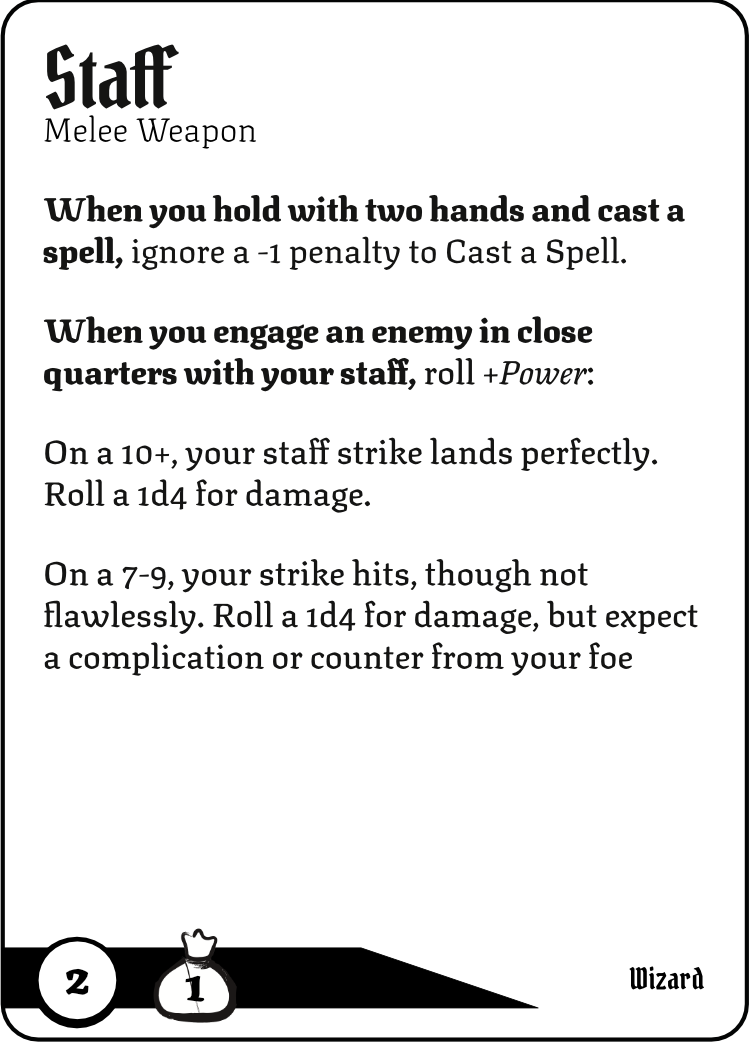 Staff
Melee Weapon
When you hold with two hands and cast a
spell, ignore a -1 penalty to Cast a Spell.
When you engage an enemy in close
quarters with your staff, roll +Power:
On a 10+, your staff strike lands perfectly.
Roll a 1d4 for damage.
On a 7-9, your strike hits, though not
flawlessly. Roll a 1d4 for damage, but expect
a complication or counter from your foe
2
1
Wizard